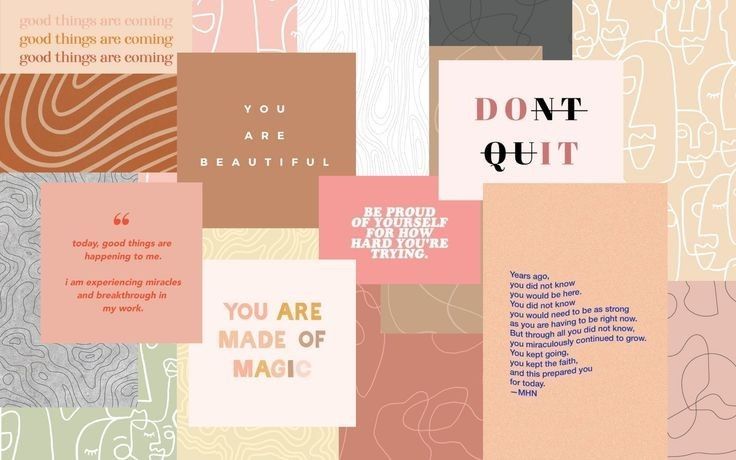 good things are coming
good things are coming
good things are coming
YOU
ARE
BEAUTIFUL
DONT
QUIT
“
today, good things are
happening to me.
i am experiencing miracles
and breakthrough in
my work.
BE PROUD
OF YOURSELF
FOR HOW
HARD YOU'RE
TRYING.
YOU ARE
MADE OF
MAGIC
Years ago,
you did not know
you would be here.
You did not know
you would need to be as strong
as you are having to be right now.
But through all you did not know,
you miraculously continued to grow.
You kept going,
you kept the faith,
and this prepared you
for today.
—MHN